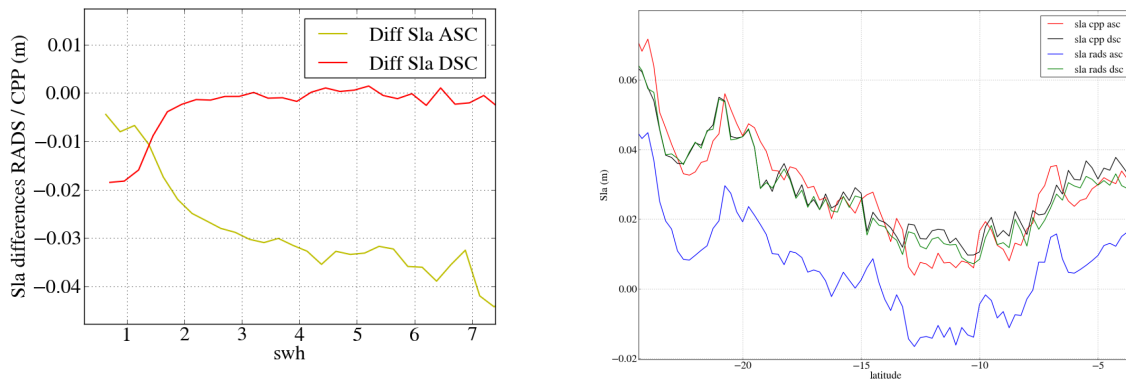 0.01
0.00
−0.01
−0.02
−0.03
−0.04
Sla differences RADS / CPP (m)
Diff Sla ASC
Diff Sla DSC
1 2 3 4 5 6 7
swh
sla cpp asc
sla cpp dsc
sla rads asc
sla rads dsc
0.06
0.04
0.02
0.00
−0.02
Sla (m)
−20 −15 −10 −5
latitude